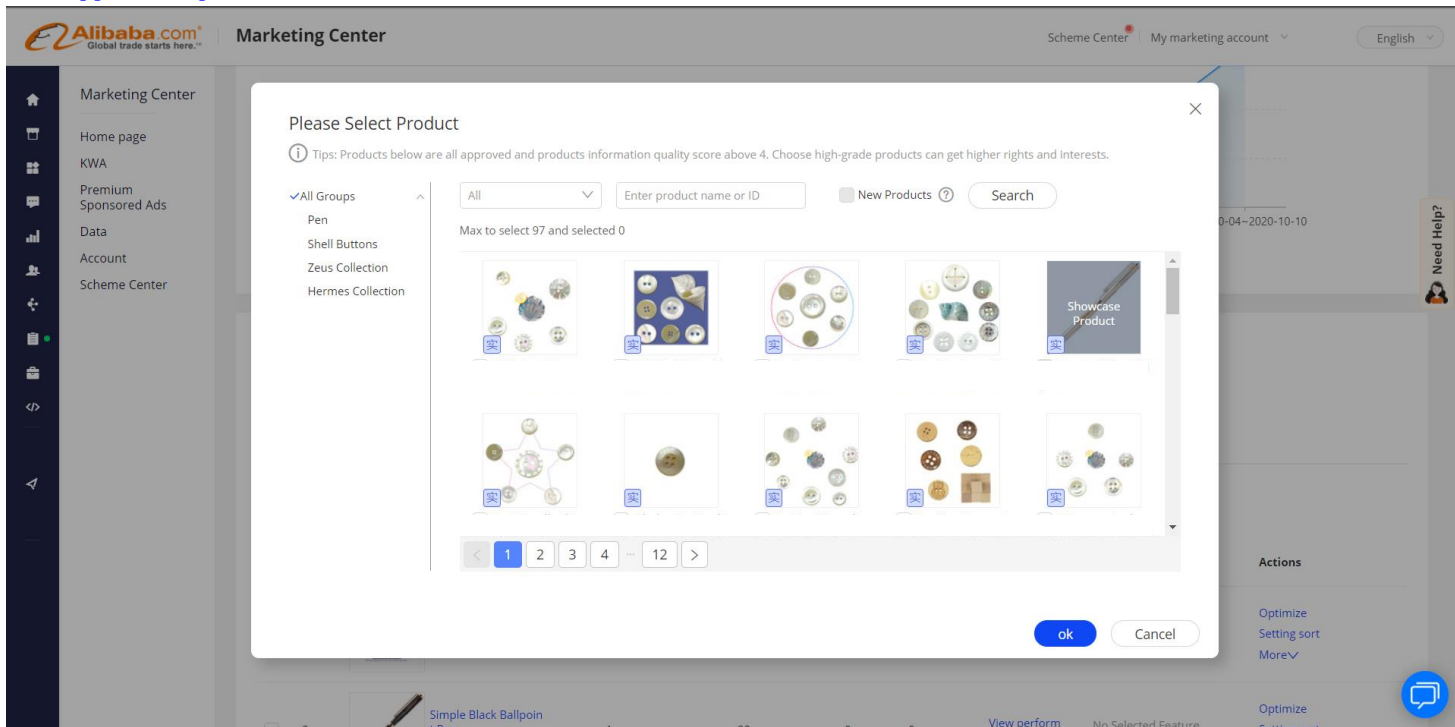 Alibaba.com
Global trade starts here.™
Marketing Center
Scheme Center
My marketing account
English
Marketing Center
Home page
KWA
Premium
Sponsored Ads
Data
Account
Scheme Center
Please Select Product
Tips: Products below are all approved and products information quality score above 4. Choose high-grade products can get higher rights and interests.
All Groups
Pen
Shell Buttons
Zeus Collection
Hermes Collection
All
Enter product name or ID
New Products
Search
Max to select 97 and selected 0
实
实
实
实
Showcase
Product
实
实
实
实
实
实
1 2 3 4 ... 12
ok
Cancel
0-04~2020-10-10
Need Help?
Actions
Optimize
Setting sort
More
Simple Black Ballpoin
View perform
No Selected Feature
Optimize